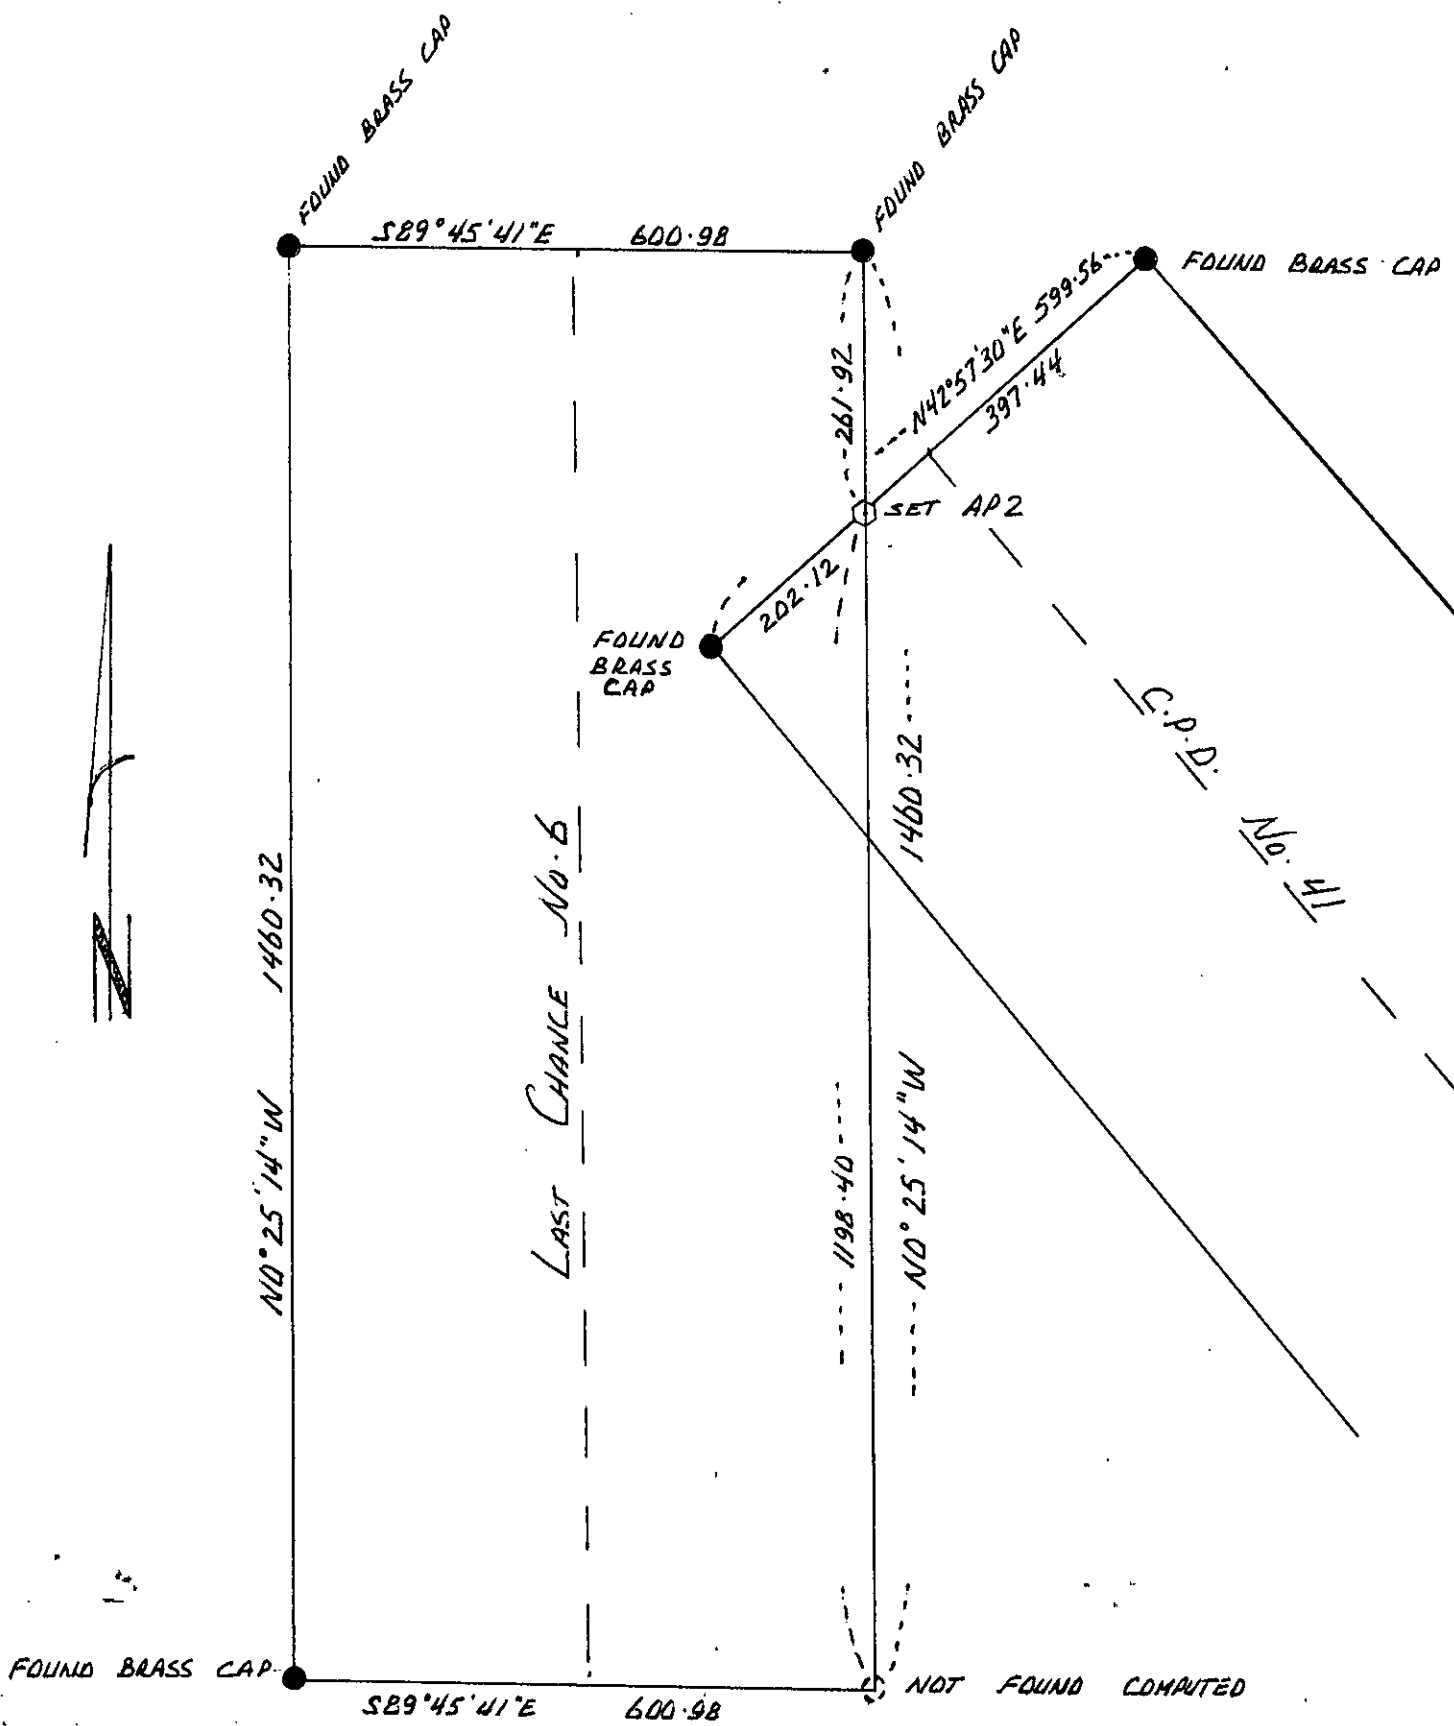 FOUND BRASS CAP
FOUND BRASS CAP
S89°45'41"E 600.98
FOUND BRASS CAP
N42°57'30"E 599.56
397.44
261.92
SET AP2
202.12
FOUND
BRASS
CAP
C.P.D. No. 41
1460.32
N0°25'14"W 1460.32
LAST CHANCE No. 6
N
1198.40
N0°25'14"W
FOUND BRASS CAP
S89°45'41"E 600.98
NOT FOUND COMPUTED